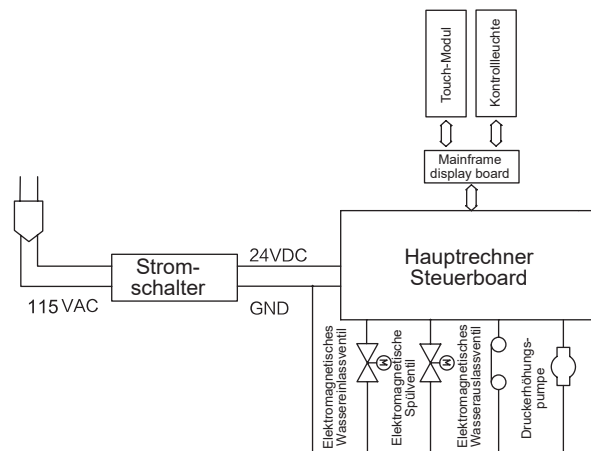 Touch-Modul
Kontrollleuchte
Mainframe
display board
Hauptrechner
Steuerboard
24VDC
Strom-
schalter
115 VAC
GND
Elektromagnetisches
Wassereinlassventil
M
Elektromagnetische
Spülventil
M
Elektromagnetisches
Wasserauslassventil
Druckerhöhungs-
pumpe